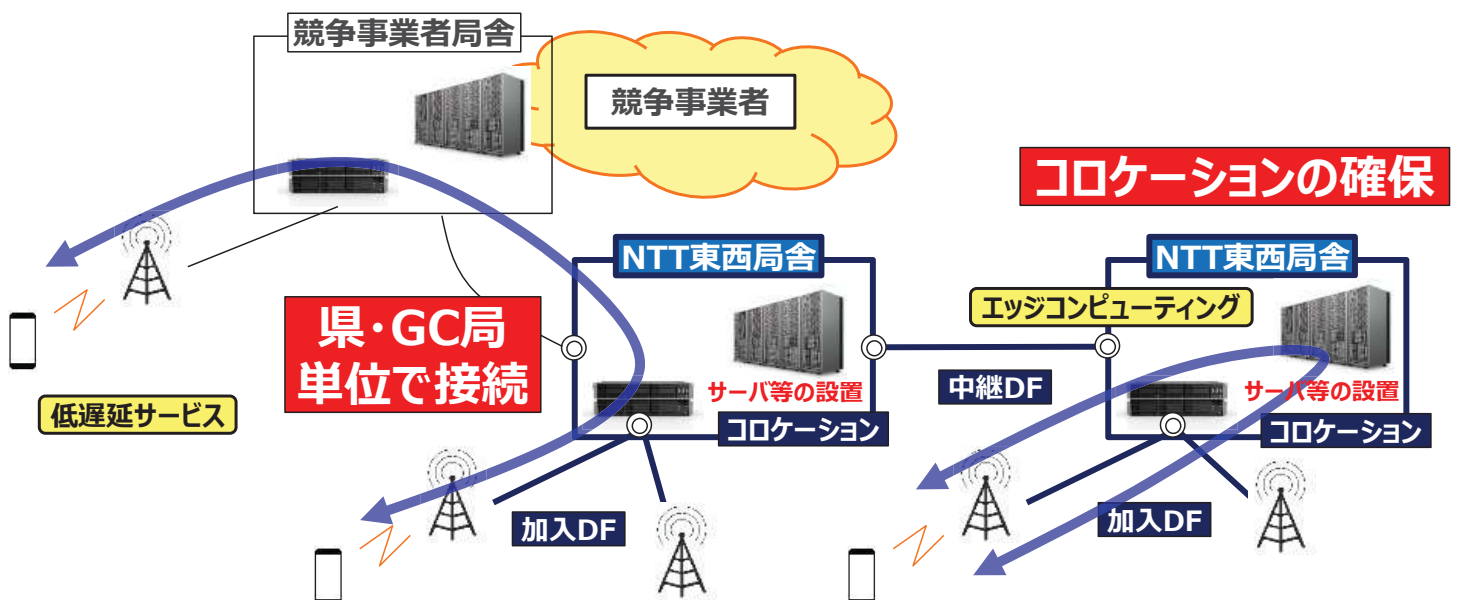 競争事業者局舎
競争事業者
コロケーションの確保
NTT東西局舎
NTT東西局舎
エッジコンピューティング
県・GC局
単位で接続
中継DF
サーバ等の設置
サーバ等の設置
低遅延サービス
コロケーション
コロケーション
加入DF
加入DF